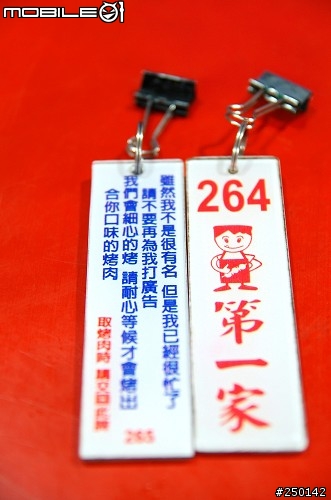 MOBILE01
雖然我不是很有名 但是我已經很忙了
請不要再為我打廣告
我們會細心的烤 請耐心等候才會烤出
合你口味的烤肉
取烤肉時 請交回此牌
265
264
第一家
#250142